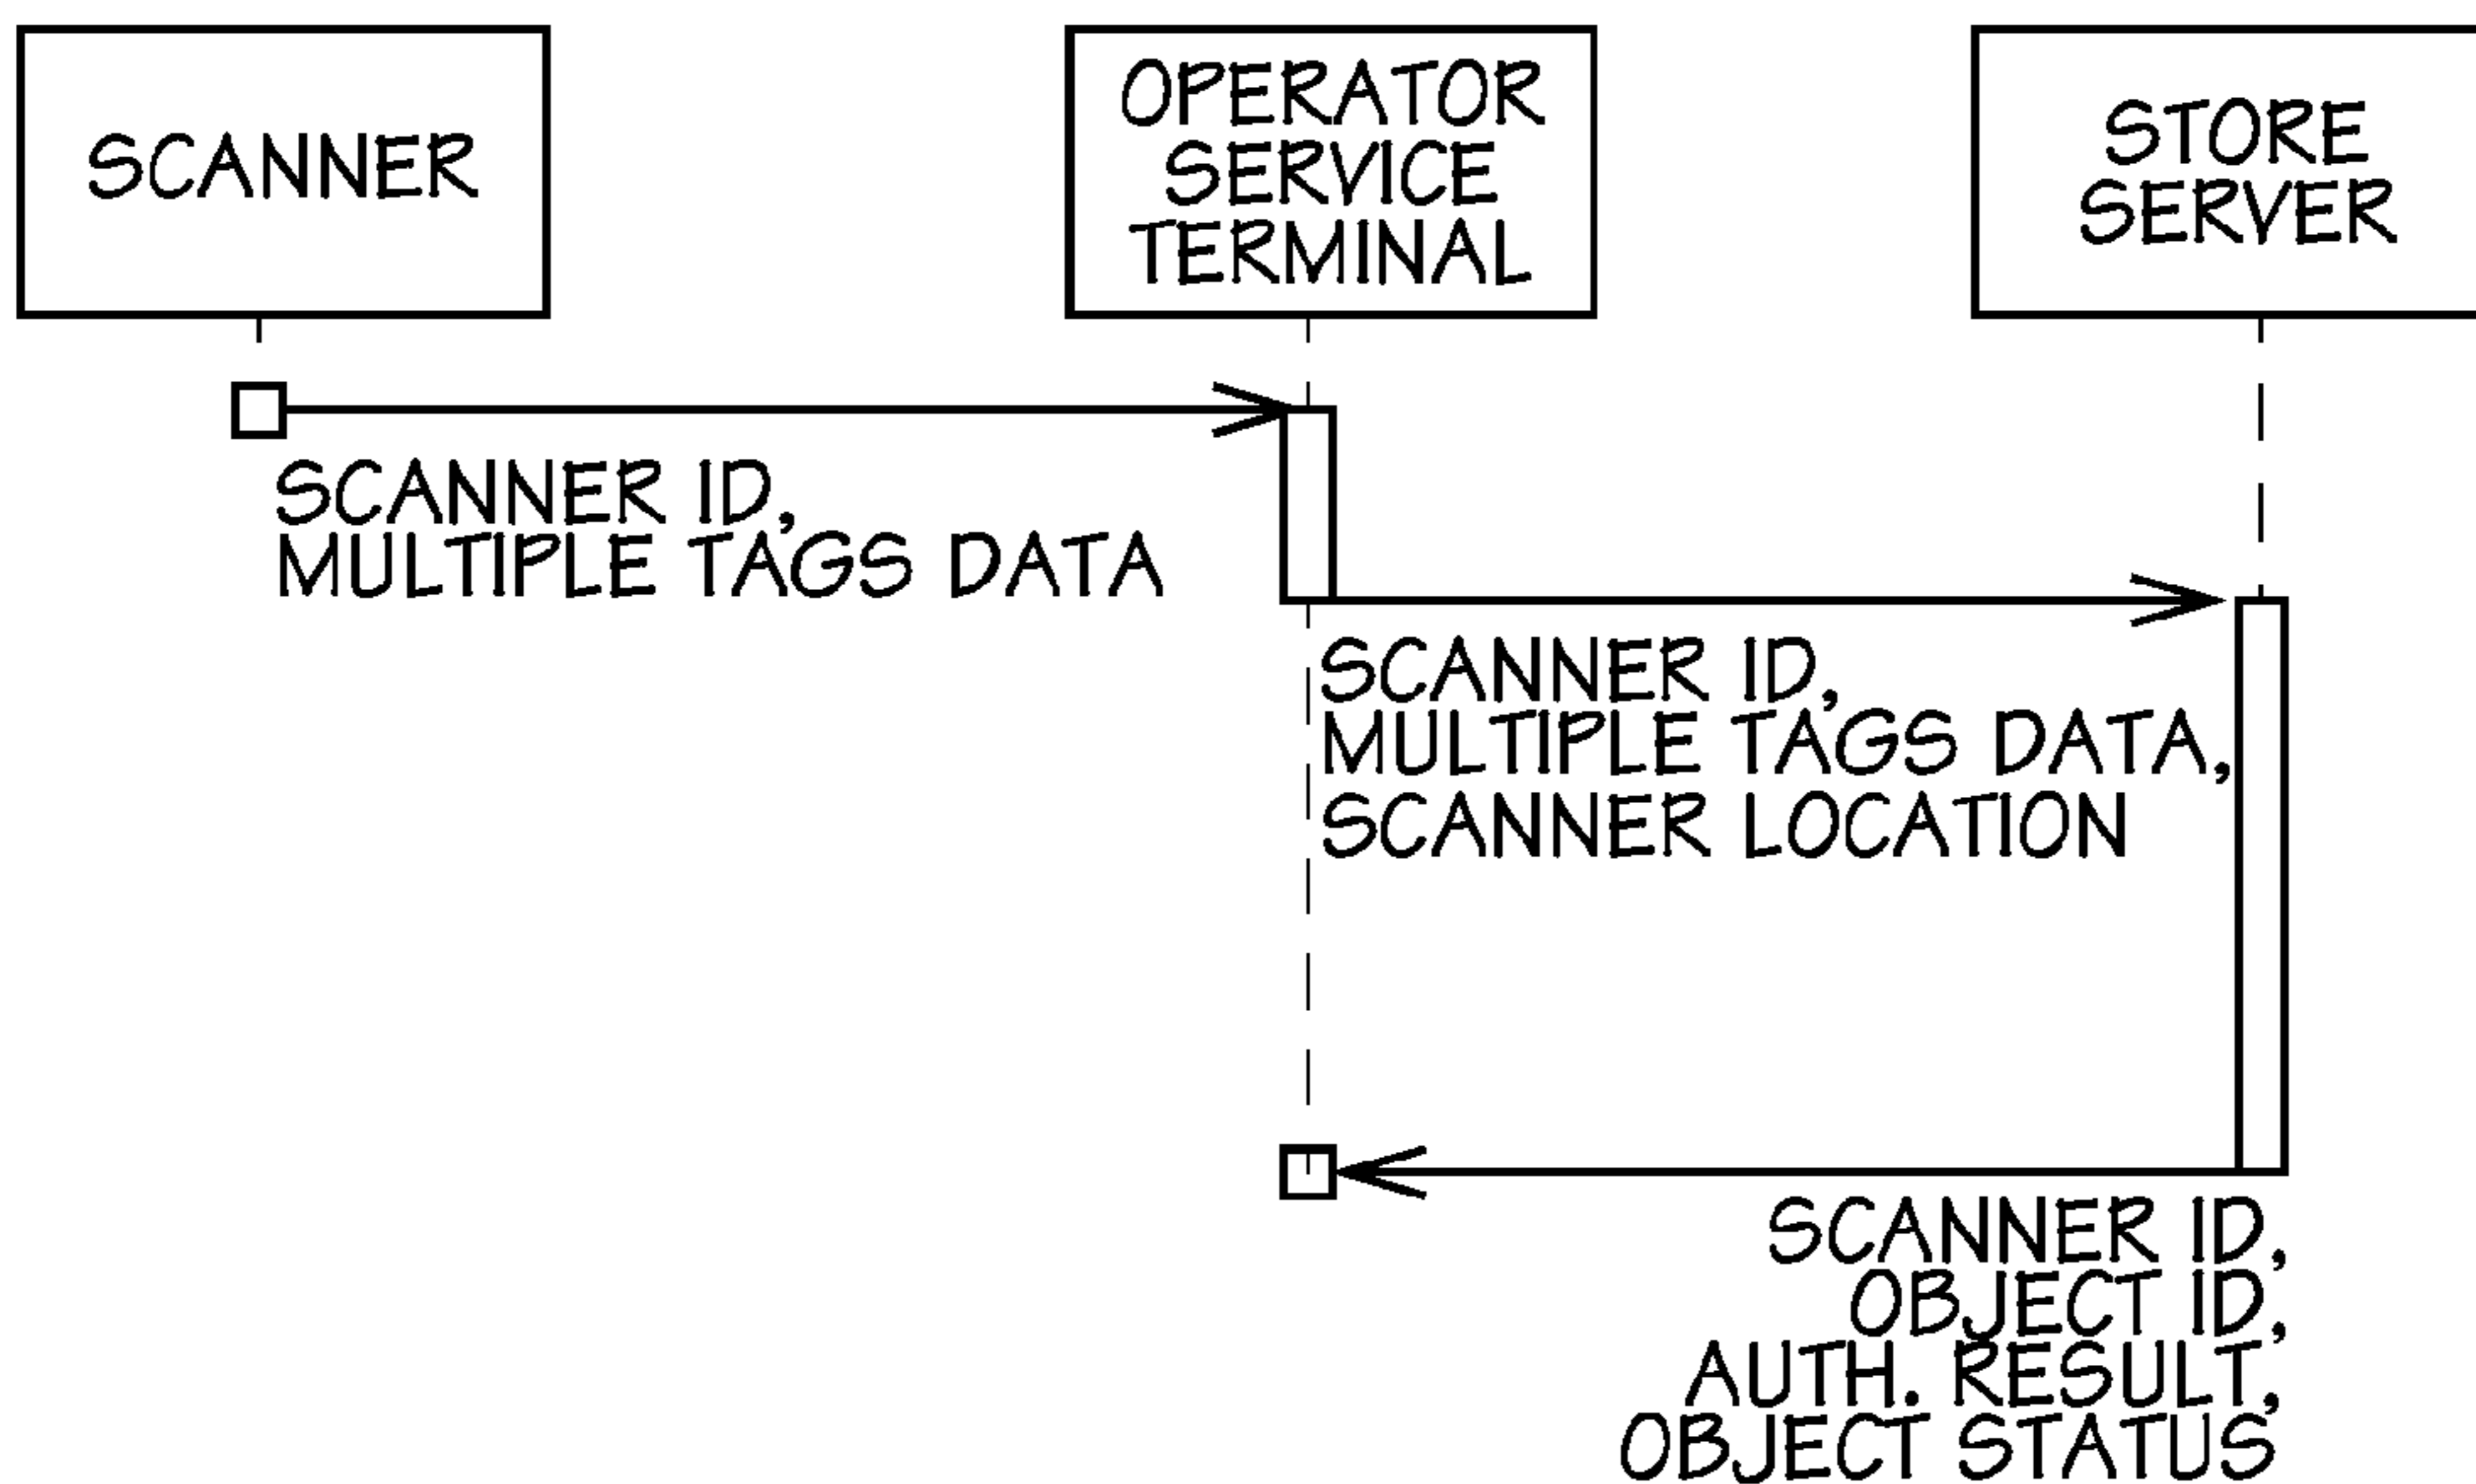 SCANNER
OPERATOR
SERVICE
TERMINAL
STORE
SERVER
SCANNER ID,
MULTIPLE TAGS DATA
SCANNER ID,
MULTIPLE TAGS DATA,
SCANNER LOCATION
SCANNER ID,
OBJECT ID,
AUTH. RESULT,
OBJECT STATUS